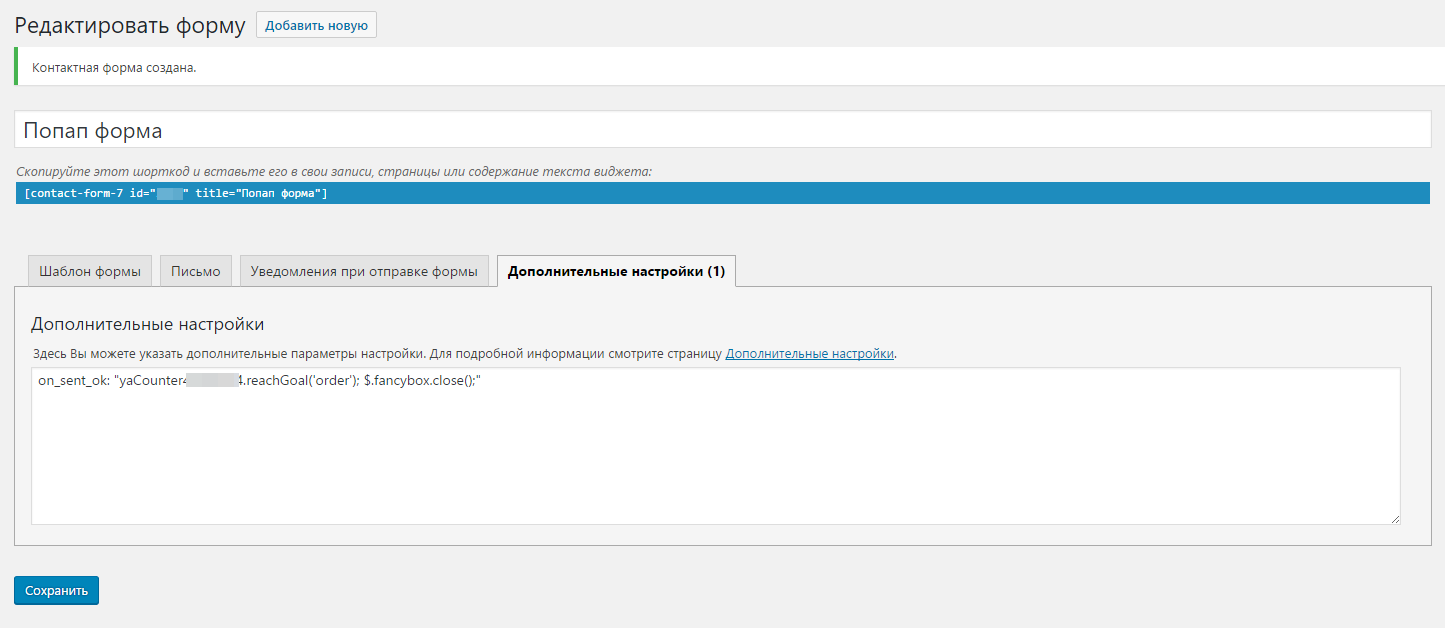 Редактировать форму Добавить новую
Контактная форма создана.
Попап форма
Скопируйте этот шорткод и вставьте его в свои записи, страницы или содержание текста виджета:
[contact-form-7 id=" " title="Попап форма"]
Шаблон формы Письмо Уведомления при отправке формы Дополнительные настройки (1)
Дополнительные настройки
Здесь Вы можете указать дополнительные параметры настройки. Для подробной информации смотрите страницу Дополнительные настройки.
on_sent_ok: "yaCounter4 4.reachGoal('order'); $.fancybox.close();"
Сохранить